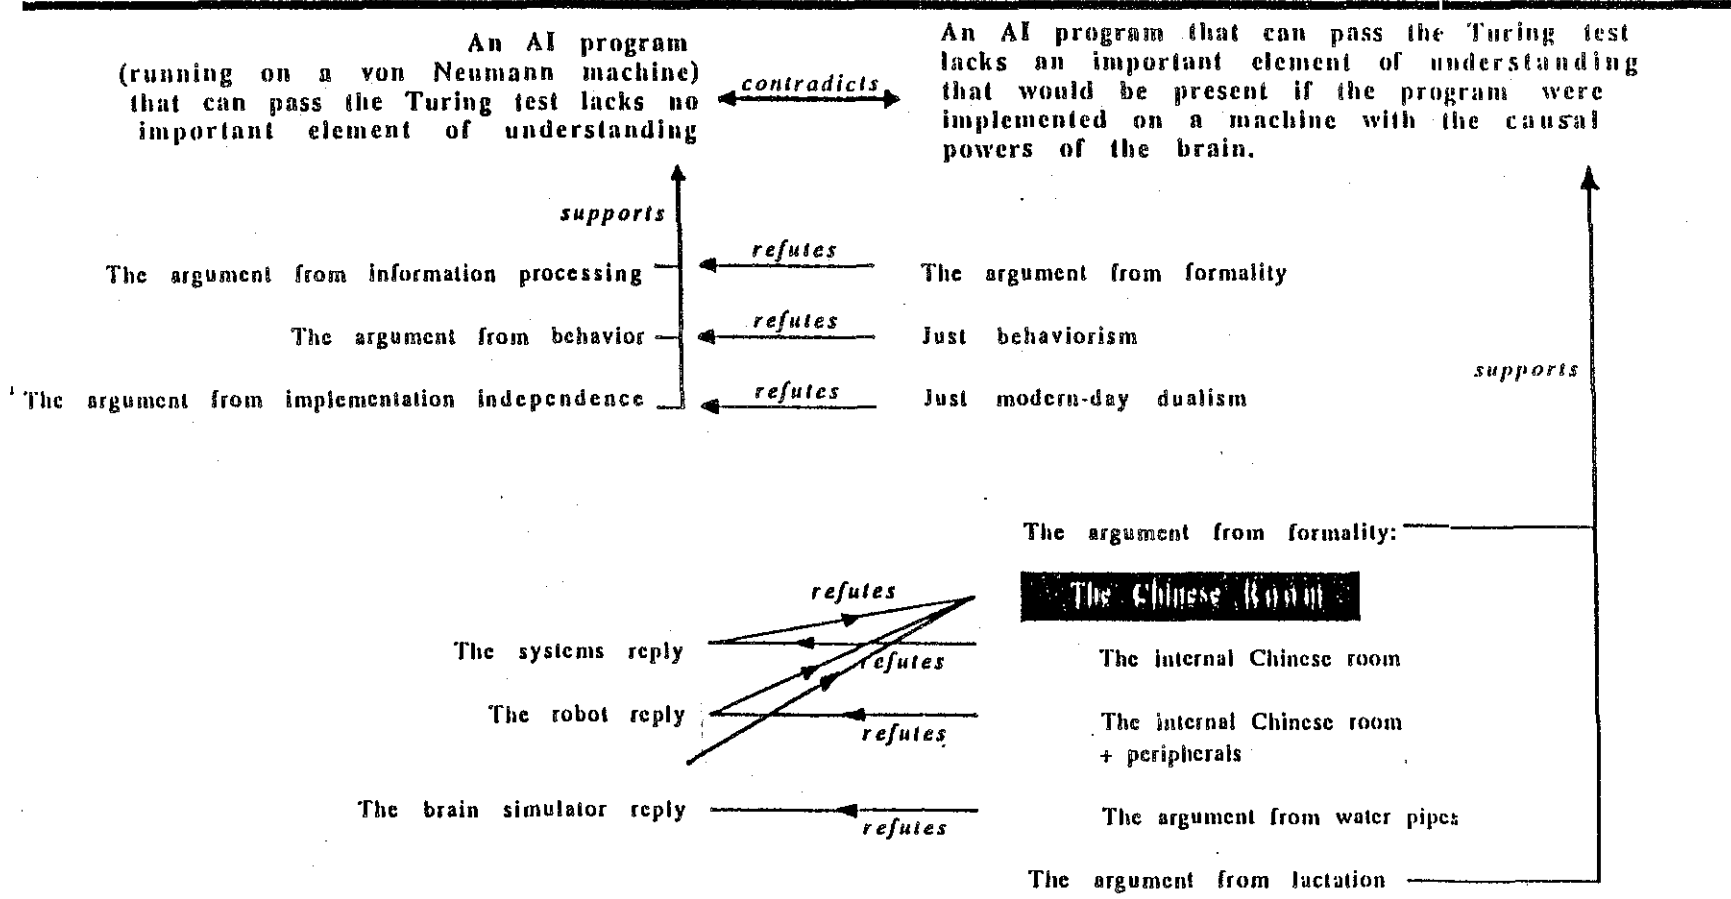 An AI program
(running on a von Neumann machine)
that can pass the Turing test lacks no
important element of understanding
contradicts
An AI program that can pass the Turing test
lacks an important element of understanding
that would be present if the program were
implemented on a machine with the causal
powers of the brain.
supports
The argument from information processing
refutes
The argument from formality
The argument from behavior
refutes
Just behaviorism
The argument from implementation independence
refutes
Just modern-day dualism
supports
The argument from formality:
The Chinese Room
refutes
The systems reply
refutes
The internal Chinese room
The robot reply
refutes
The internal Chinese room
+ peripherals
The brain simulator reply
refutes
The argument from water pipes
The argument from lactation